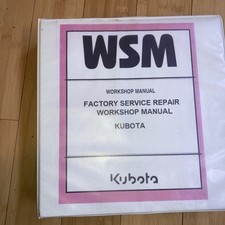 WSM
WORKSHOP MANUAL
FACTORY SERVICE REPAIR
WORKSHOP MANUAL
KUBOTA
Kubota